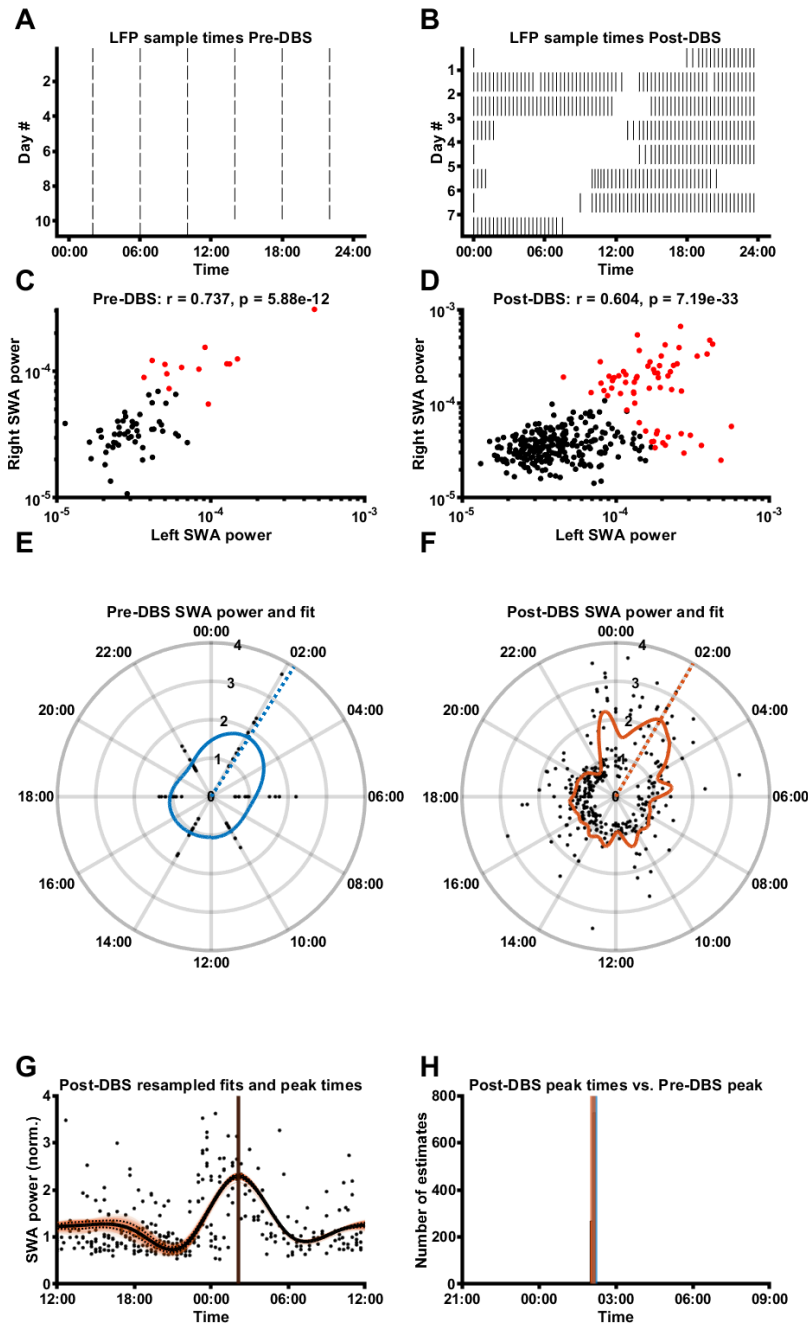 A
LFP sample times Pre-DBS
2
4
6
8
10
Day #
00:00 06:00 12:00 18:00 24:00
Time
B
LFP sample times Post-DBS
1
2
3
4
5
6
7
Day #
00:00 06:00 12:00 18:00 24:00
Time
C
Pre-DBS: r = 0.737, p = 5.88e-12
Right SWA power
10-4
10-5
10-5 10-4 10-3
Left SWA power
D
Post-DBS: r = 0.604, p = 7.19e-33
Right SWA power
10-3
10-4
10-5
10-5 10-4 10-3
Left SWA power
E
Pre-DBS SWA power and fit
00:00
22:00 4 02:00
3
20:00 2 04:00
1
18:00 0 06:00
16:00 08:00
14:00 10:00
12:00
F
Post-DBS SWA power and fit
00:00
22:00 4 02:00
3
20:00 2 04:00
18:00 0 06:00
16:00 08:00
14:00 10:00
12:00
G
Post-DBS resampled fits and peak times
SWA power (norm.)
4
3
2
1
0
12:00 18:00 00:00 06:00 12:00
Time
H
Post-DBS peak times vs. Pre-DBS peak
Number of estimates
800
600
400
200
0
21:00 00:00 03:00 06:00 09:00
Time